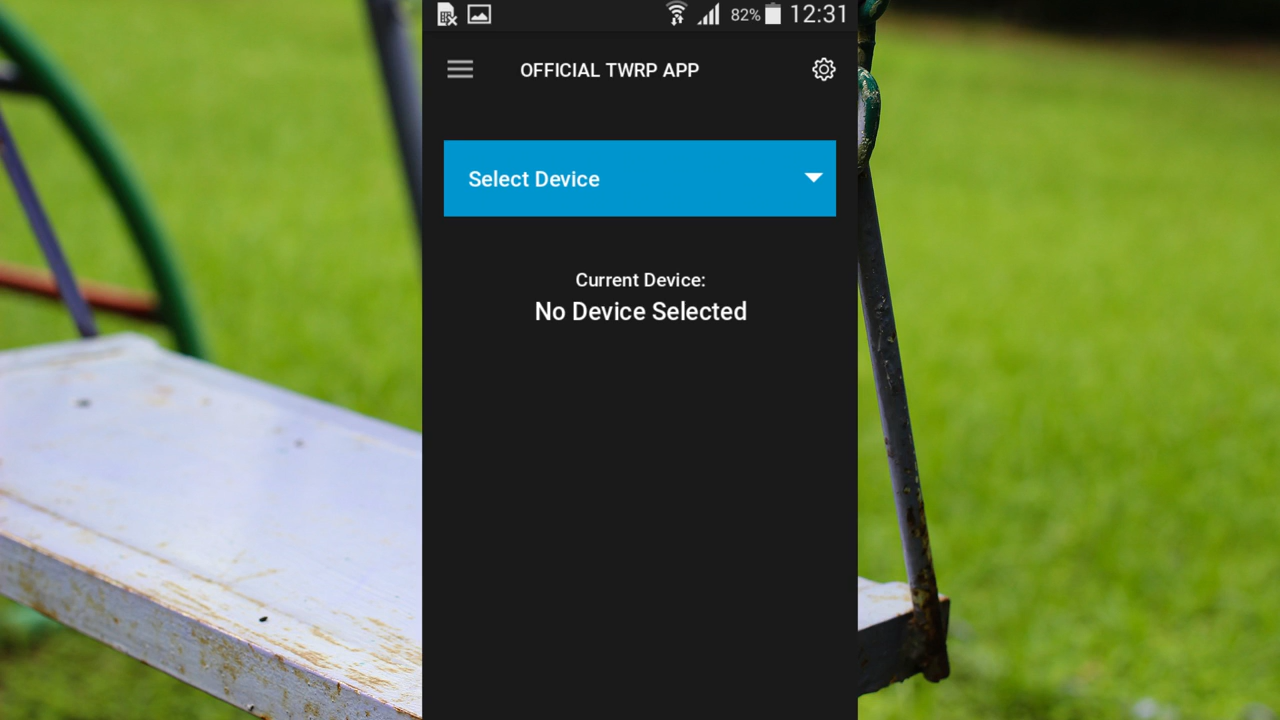 82% 12:31
OFFICIAL TWRP APP
Select Device
Current Device:
No Device Selected